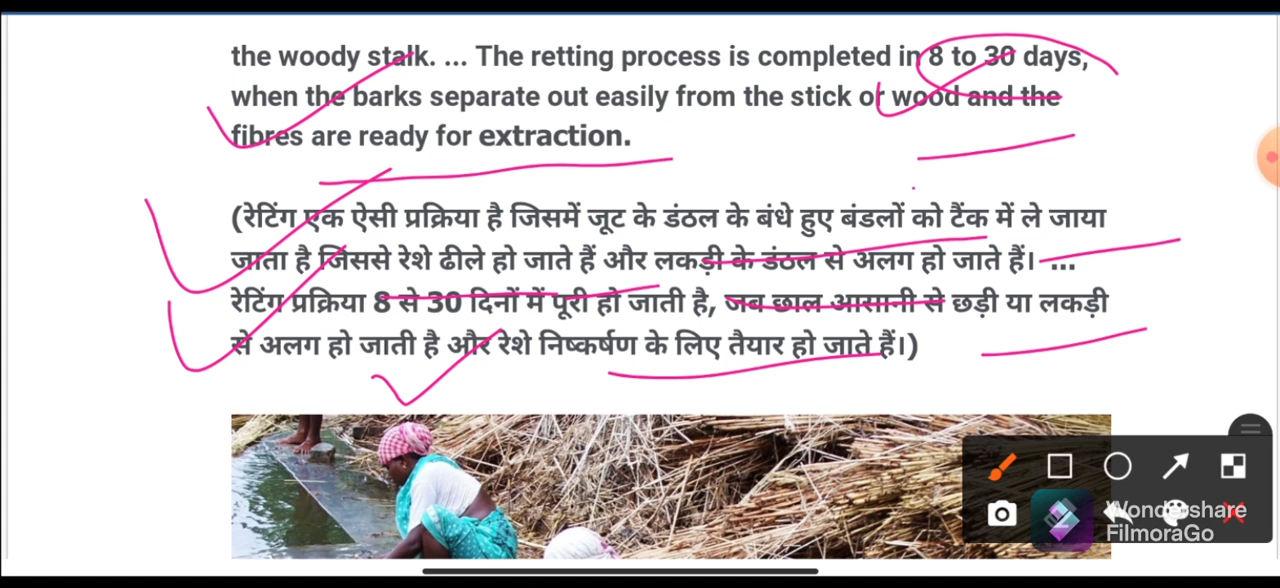 the woody stalk. ... The retting process is completed in 8 to 30 days,
when the barks separate out easily from the stick or wood and the
fibres are ready for extraction.
(रेटिंग एक ऐसी प्रक्रिया है जिसमें जूट के डंठल के बंधे हुए बंडलों को टैंक में ले जाया
जाता है जिससे रेशे ढीले हो जाते हैं और लकड़ी के डंठल से अलग हो जाते हैं। ...
रेटिंग प्रक्रिया 8 से 30 दिनों में पूरी हो जाती है, जब छाल आसानी से छड़ी या लकड़ी
से अलग हो जाती है और रेशे निष्कर्षण के लिए तैयार हो जाते हैं।)
Wondershare
FilmoraGo